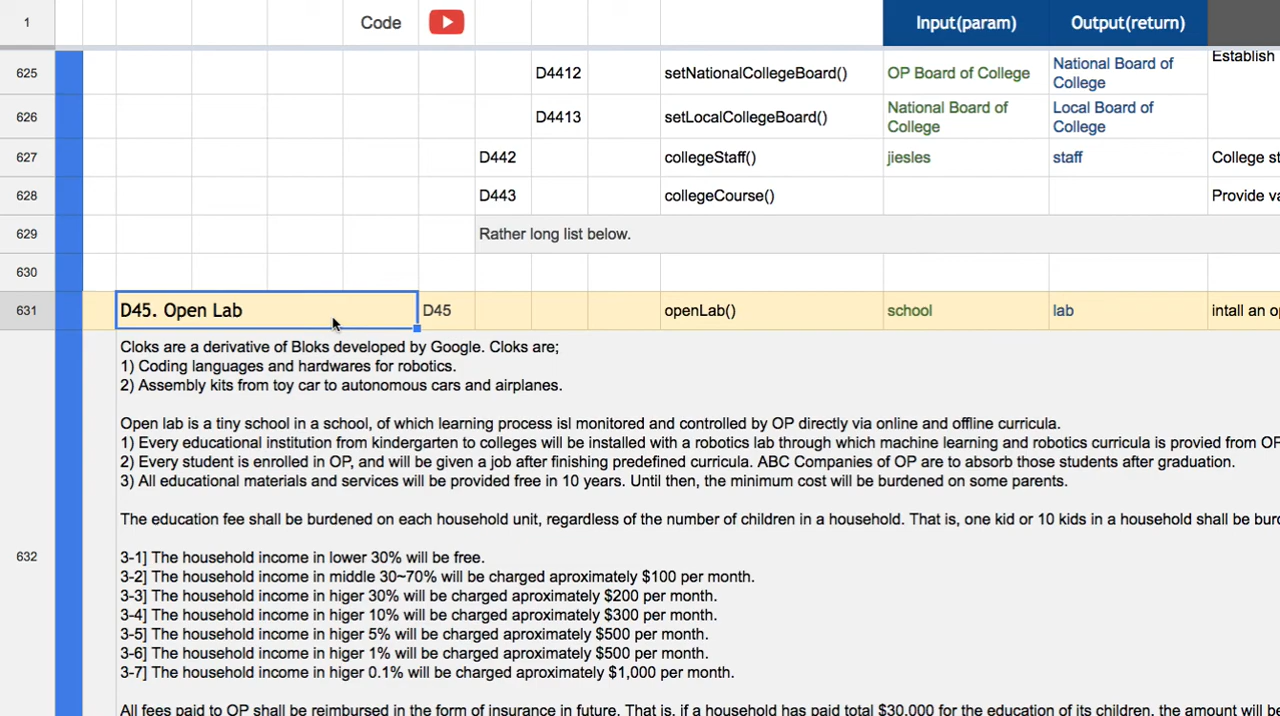 1 Code Input(param) Output(return)
625 D4412 setNationalCollegeBoard() OP Board of College National Board of College Establish
626 D4413 setLocalCollegeBoard() National Board of College Local Board of College
627 D442 collegeStaff() jiesles staff College st
628 D443 collegeCourse() Provide va
629 Rather long list below.
630
631 D45. Open Lab D45 openLab() school lab intall an op
Cloks are a derivative of Bloks developed by Google. Cloks are;
1) Coding languages and hardwares for robotics.
2) Assembly kits from toy car to autonomous cars and airplanes.
Open lab is a tiny school in a school, of which learning process isl monitored and controlled by OP directly via online and offline curricula.
1) Every educational institution from kindergarten to colleges will be installed with a robotics lab through which machine learning and robotics curricula is provied from OP
2) Every student is enrolled in OP, and will be given a job after finishing predefined curricula. ABC Companies of OP are to absorb those students after graduation.
3) All educational materials and services will be provided free in 10 years. Until then, the minimum cost will be burdened on some parents.
The education fee shall be burdened on each household unit, regardless of the number of children in a household. That is, one kid or 10 kids in a household shall be burd
632
3-1] The household income in lower 30% will be free.
3-2] The household income in middle 30~70% will be charged aproximately $100 per month.
3-3] The household income in higer 30% will be charged aproximately $200 per month.
3-4] The household income in higer 10% will be charged aproximately $300 per month.
3-5] The household income in higer 5% will be charged aproximately $500 per month.
3-6] The household income in higer 1% will be charged aproximately $500 per month.
3-7] The household income in higer 0.1% will be charged aproximately $1,000 per month.
All fees paid to OP shall be reimbursed in the form of insurance in future. That is, if a household has paid total $30,000 for the education of its children, the amount will be